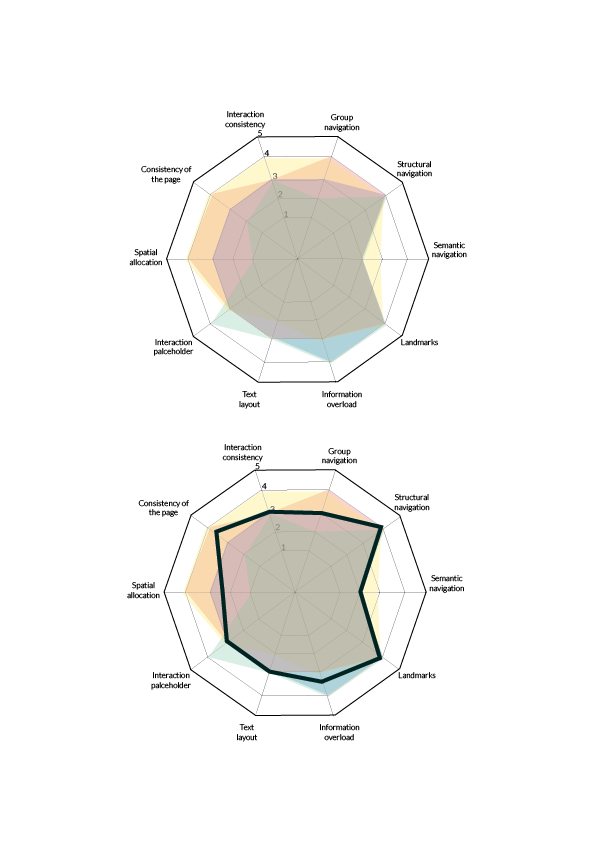 Interaction
consistency
Group
navigation
5
4
Consistency of
the page
Structural
navigation
3
2
1
Spatial
allocation
Semantic
navigation
Interaction
palceholder
Landmarks
Text
layout
Information
overload
Interaction
consistency
Group
navigation
5
4
Consistency of
the page
Structural
navigation
3
2
1
Spatial
allocation
Semantic
navigation
Interaction
palceholder
Landmarks
Text
layout
Information
overload